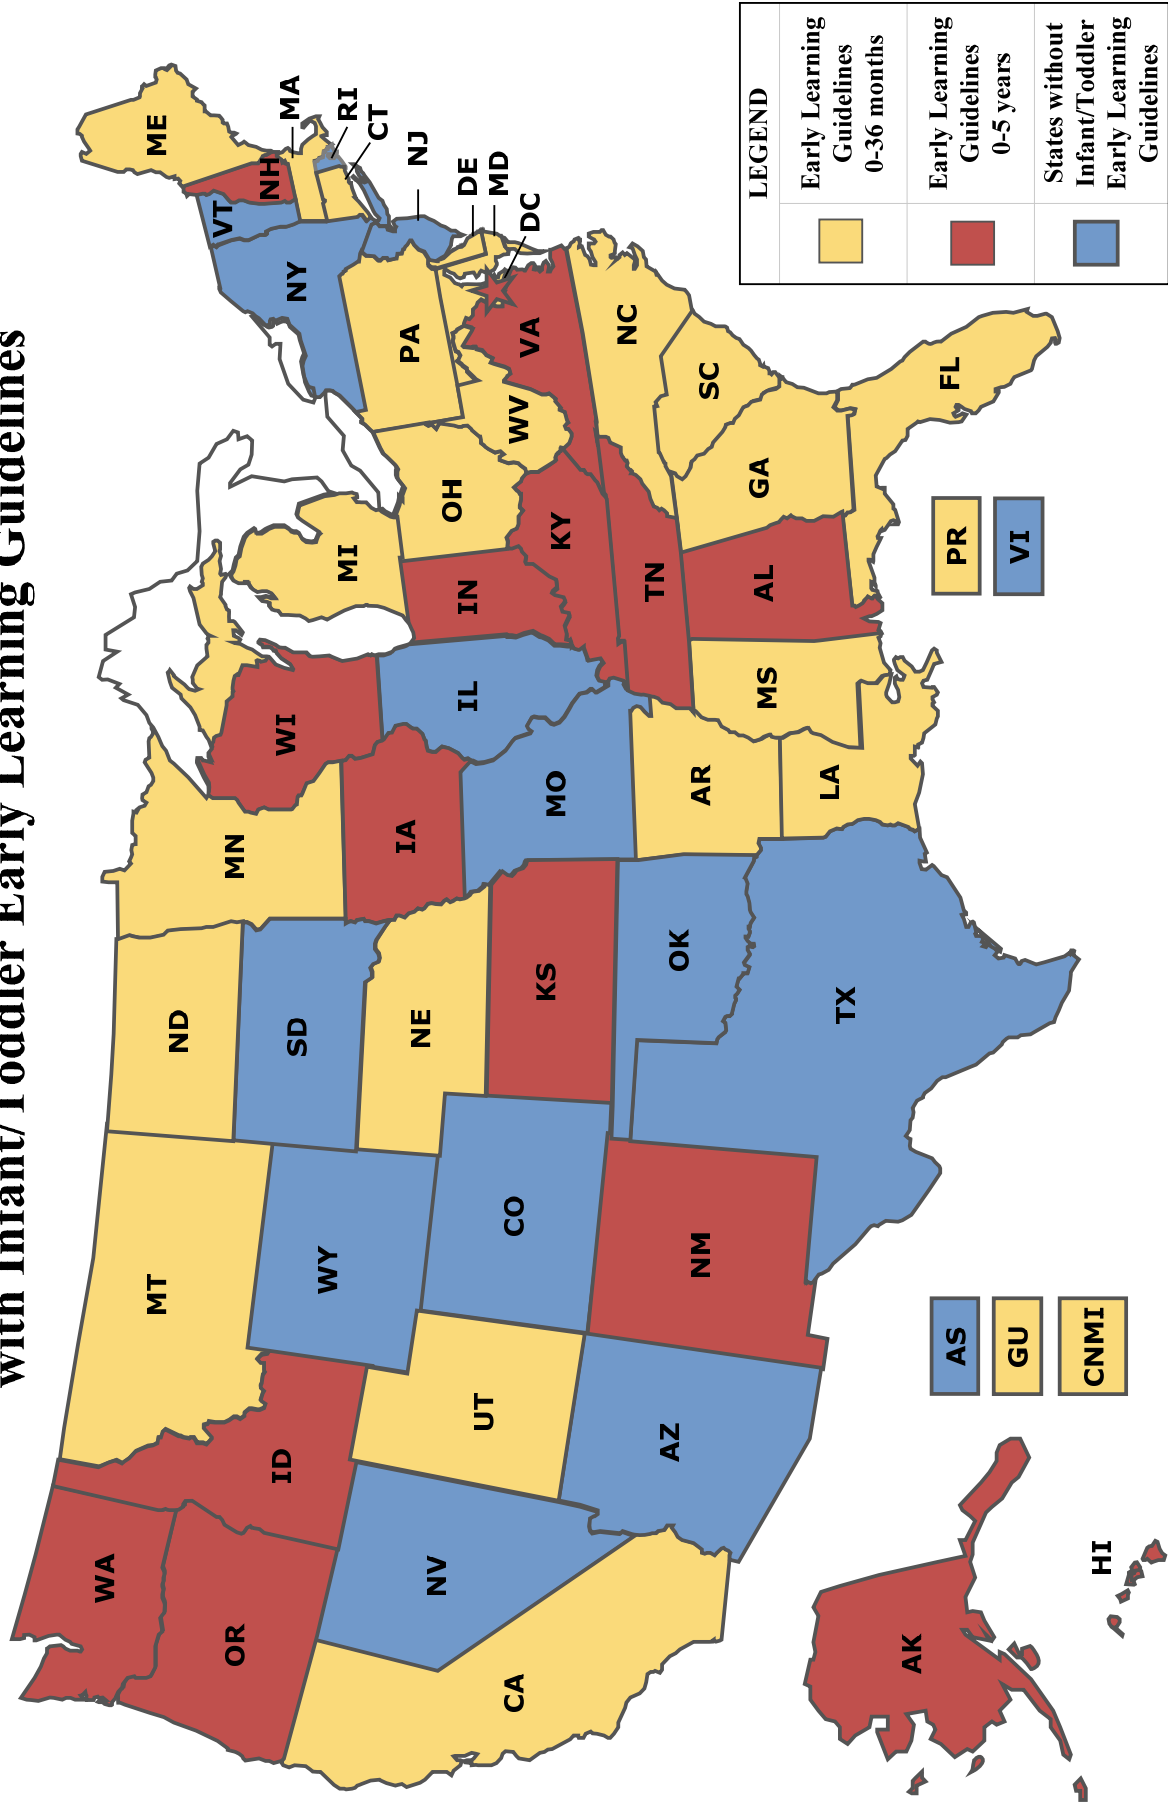 with Infant/Toddler Early Learning Guidelines
ME
NH
VT
MA
RI
CT
NY
NJ
PA
DE
MD
DC
WV
VA
OH
MI
IN
KY
NC
SC
TN
GA
AL
FL
MS
WI
IL
MN
IA
MO
AR
LA
ND
SD
NE
KS
OK
TX
MT
WY
CO
NM
ID
UT
AZ
WA
OR
NV
CA
AK
HI
AS
GU
CNMI
PR
VI
LEGEND
Early Learning
Guidelines
0-36 months
Early Learning
Guidelines
0-5 years
States without
Infant/Toddler
Early Learning
Guidelines